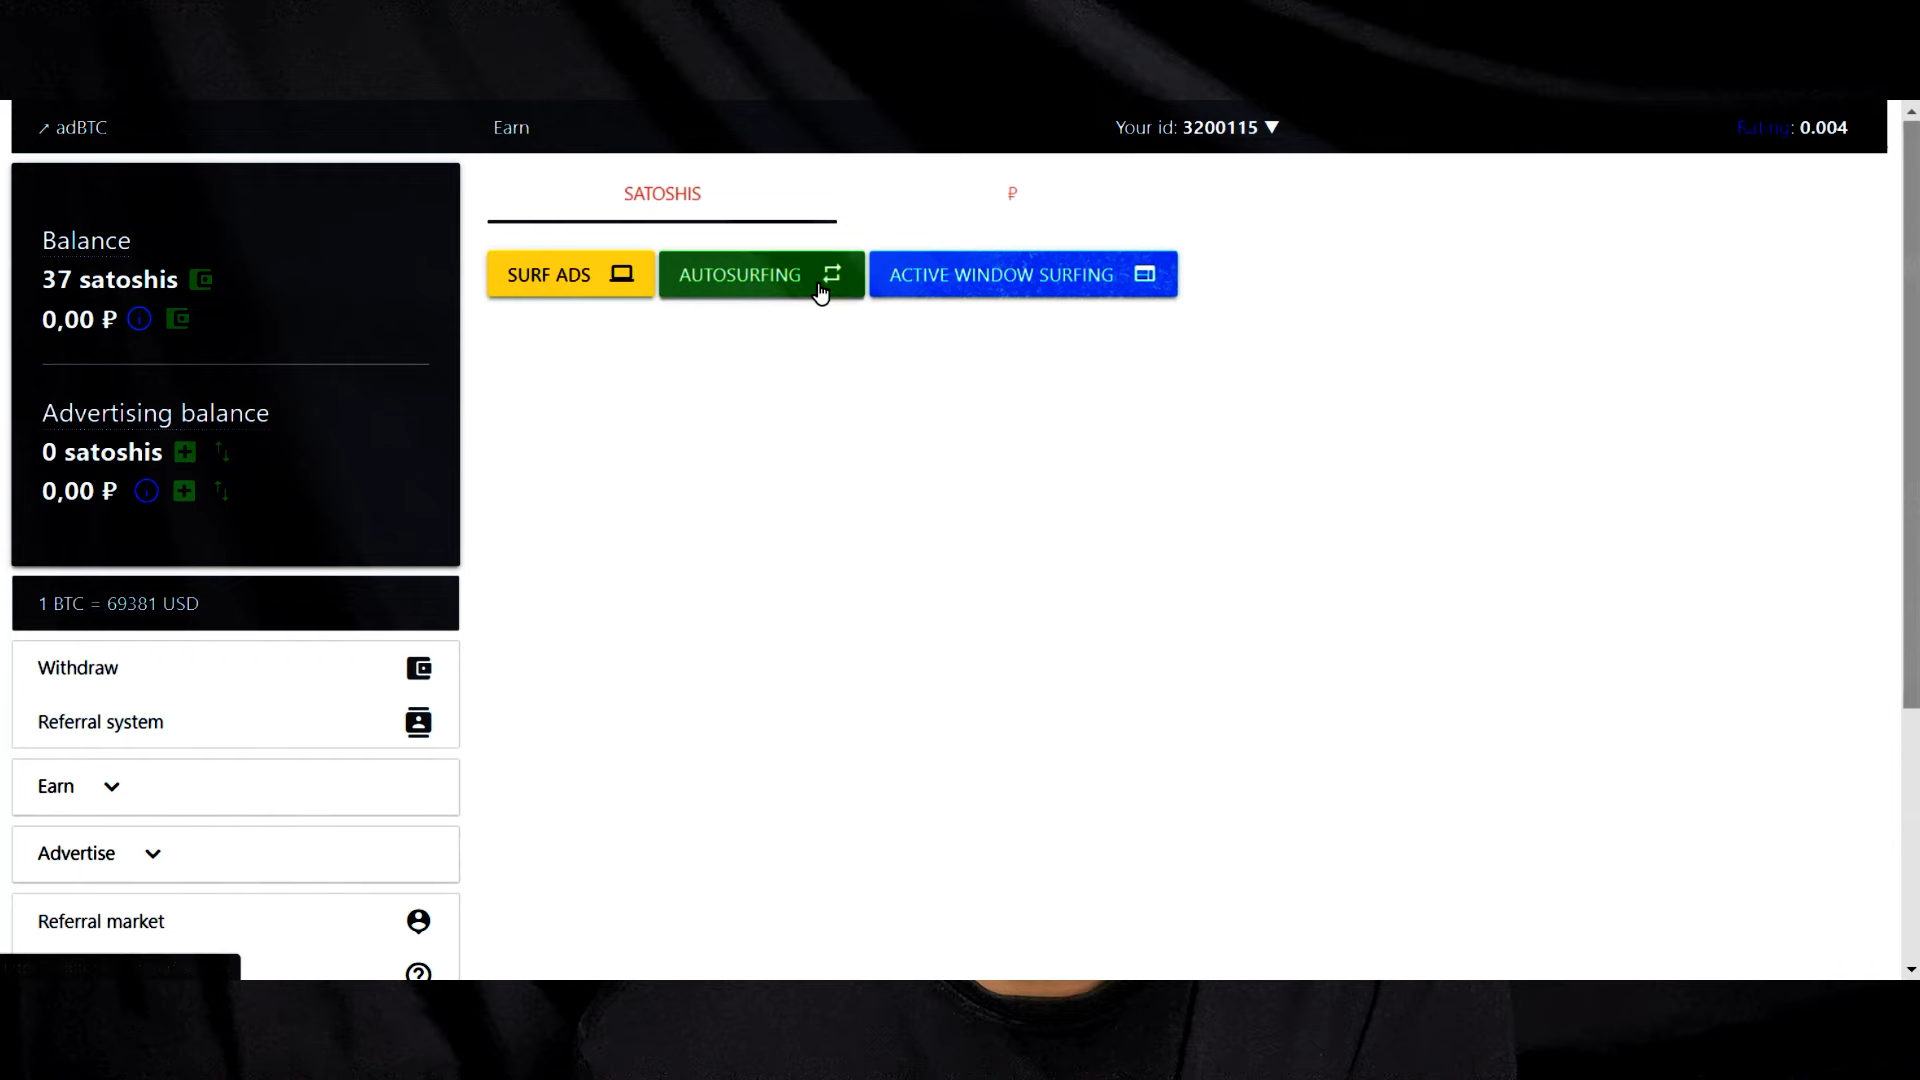 adBTC
Earn
Your id: 3200115 ▼
Rating: 0.004
Balance
37 satoshis
0,00 ₽
Advertising balance
0 satoshis
0,00 ₽
1 BTC = 69381 USD
Withdraw
Referral system
Earn
Advertise
Referral market
SATOSHIS
₽
SURF ADS
AUTOSURFING
ACTIVE WINDOW SURFING